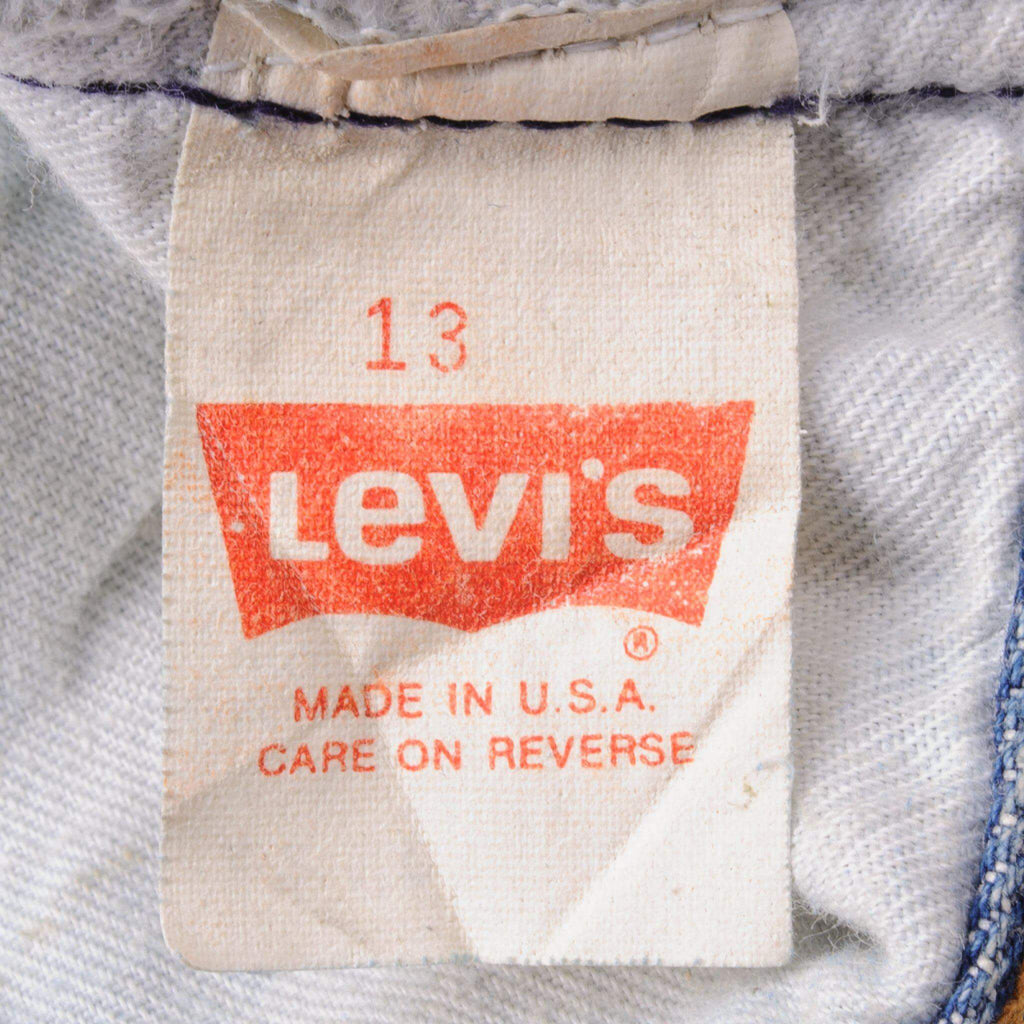 13
Levi's
®
MADE IN U.S.A.
CARE ON REVERSE